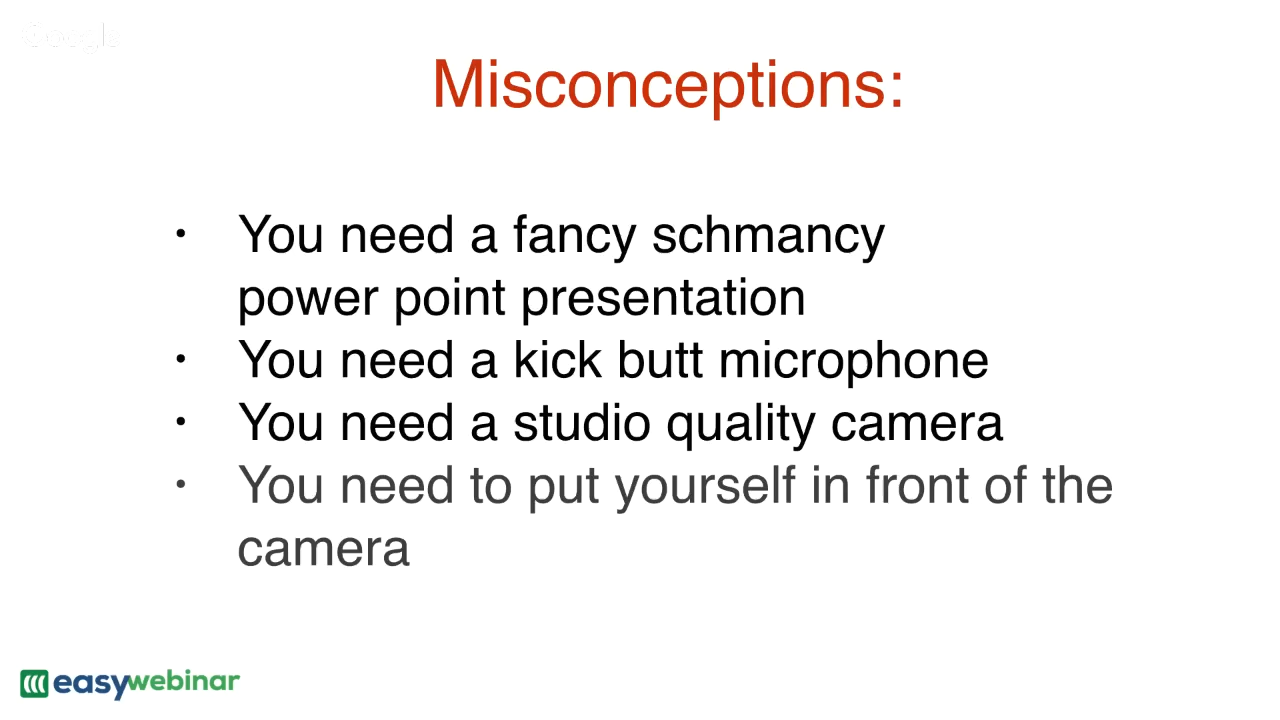 Misconceptions:
· You need a fancy schmancy
power point presentation
· You need a kick butt microphone
· You need a studio quality camera
· You need to put yourself in front of the
camera
easywebinar